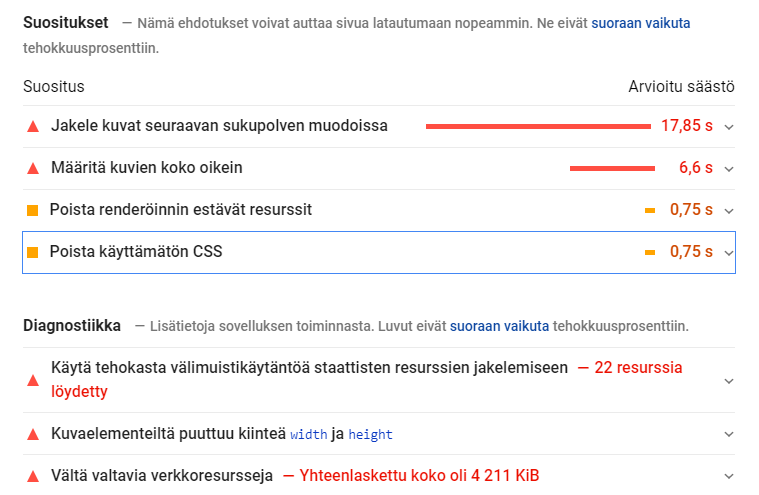 Suositukset — Nämä ehdotukset voivat auttaa sivua latautumaan nopeammin. Ne eivät suoraan vaikuta
tehokkuusprosenttiin.
Suositus Arvioitu säästö
Jakele kuvat seuraavan sukupolven muodoissa 17,85 s
Määritä kuvien koko oikein 6,6 s
Poista renderöinnin estävät resurssit 0,75 s
Poista käyttämätön CSS 0,75 s
Diagnostiikka — Lisätietoja sovelluksen toiminnasta. Luvut eivät suoraan vaikuta tehokkuusprosenttiin.
Käytä tehokasta välimuistikäytäntöä staattisten resurssien jakelemiseen — 22 resurssia
löydetty
Kuvaelementeiltä puuttuu kiinteä width ja height
Vältä valtavia verkkoresursseja — Yhteenlaskettu koko oli 4 211 KiB